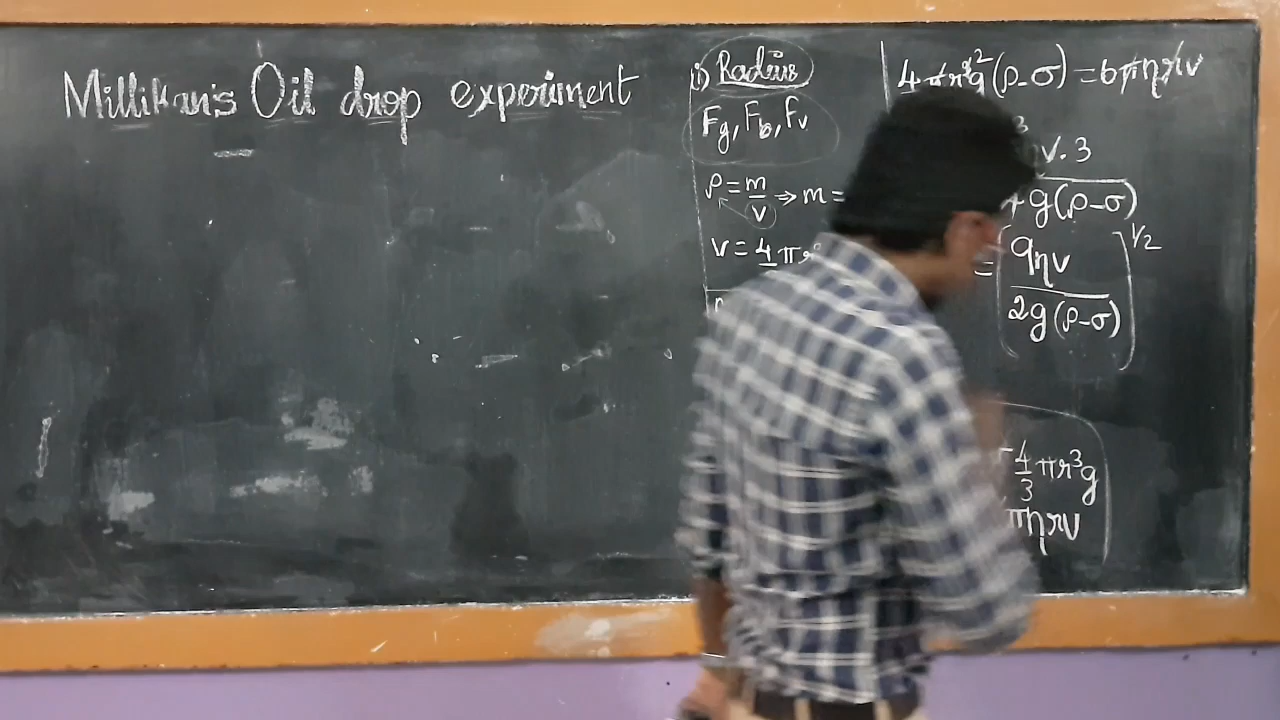 Millikan's Oil drop experiment
i) Radius
Fg, Fb, Fv
ρ = m/v ⇒ m =
V = 4 π
4πr³g(ρ-σ) = 6πηrv
3
v.3
4g(ρ-σ)
= [9ηv / 2g(ρ-σ)]^1/2
4/3 πr³g
πηrv